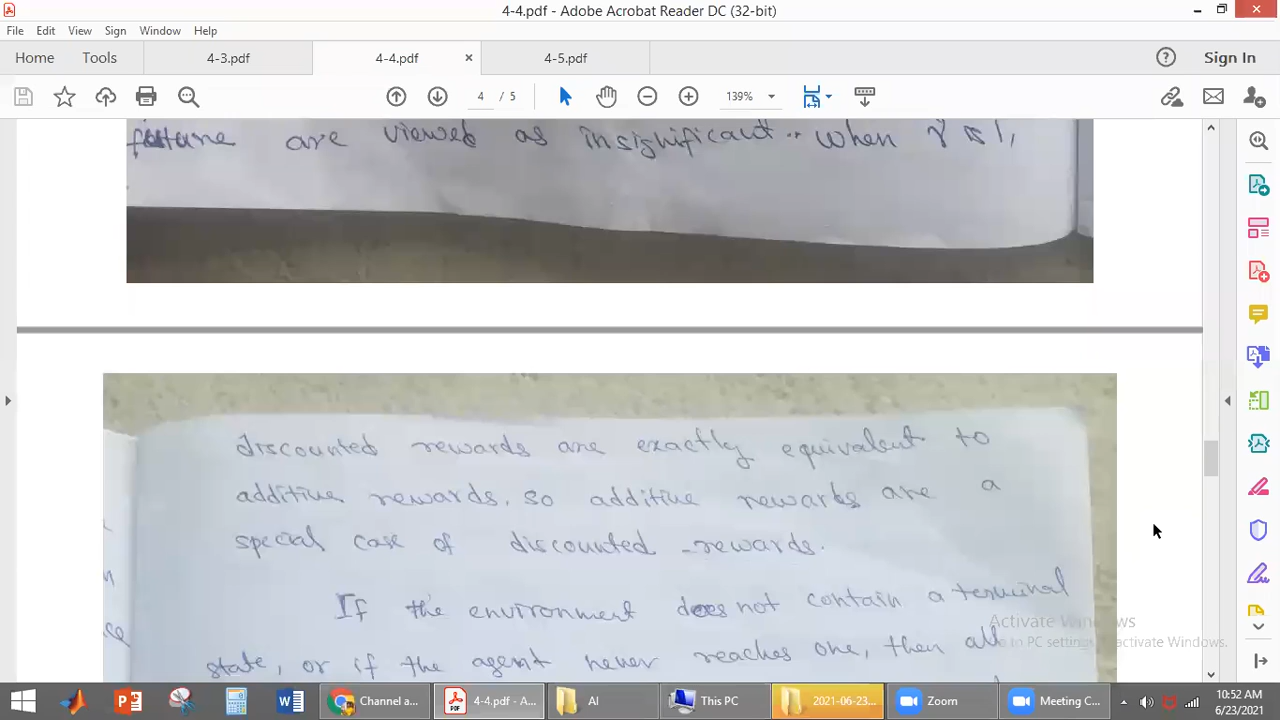 4-4.pdf - Adobe Acrobat Reader DC (32-bit)
File Edit View Sign Window Help
Home Tools 4-3.pdf 4-4.pdf × 4-5.pdf Sign In
4 / 5 139%
are viewed as insignificant.. when γ is 1,
discounted rewards are exactly equivalent to
additive rewards. so additive rewards are a
special case of discounted rewards.
If the environment does not contain a terminal
state, or if the agent never reaches one, then all
Activate Windows
to PC settings activate Windows.
Channel a...
4-4.pdf - A...
AI
This PC
2021-06-23...
Zoom
Meeting C...
10:52 AM
6/23/2021